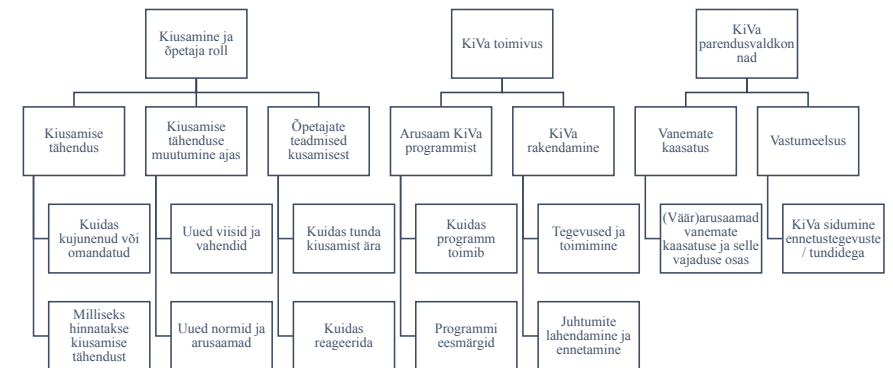 Kiusamine ja
õpetaja roll
KiVa toimivus
KiVa
parendusvaldkon
nad
Kiusamise
tähendus
Kiusamise
tähenduse
muutumine ajas
Õpetajate
teadmised
kusamisest
Arusaam KiVa
programmist
KiVa
rakendamine
Vanemate
kaasatus
Vastumeelsus
Kuidas
kujunenud või
omandatud
Uued viisid ja
vahendid
Kuidas tunda
kiusamist ära
Kuidas
programm
toimib
Tegevused ja
toimimine
(Väär)arusaamad
vanemate
kaasatuse ja selle
vajaduse osas
KiVa sidumine
ennetustegevuste
/ tundidega
Milliseks
hinnatakse
kiusamise
tähendust
Uued normid ja
arusaamad
Kuidas
reageerida
Programmi
eesmärgid
Juhtumite
lahendamine ja
ennetamine